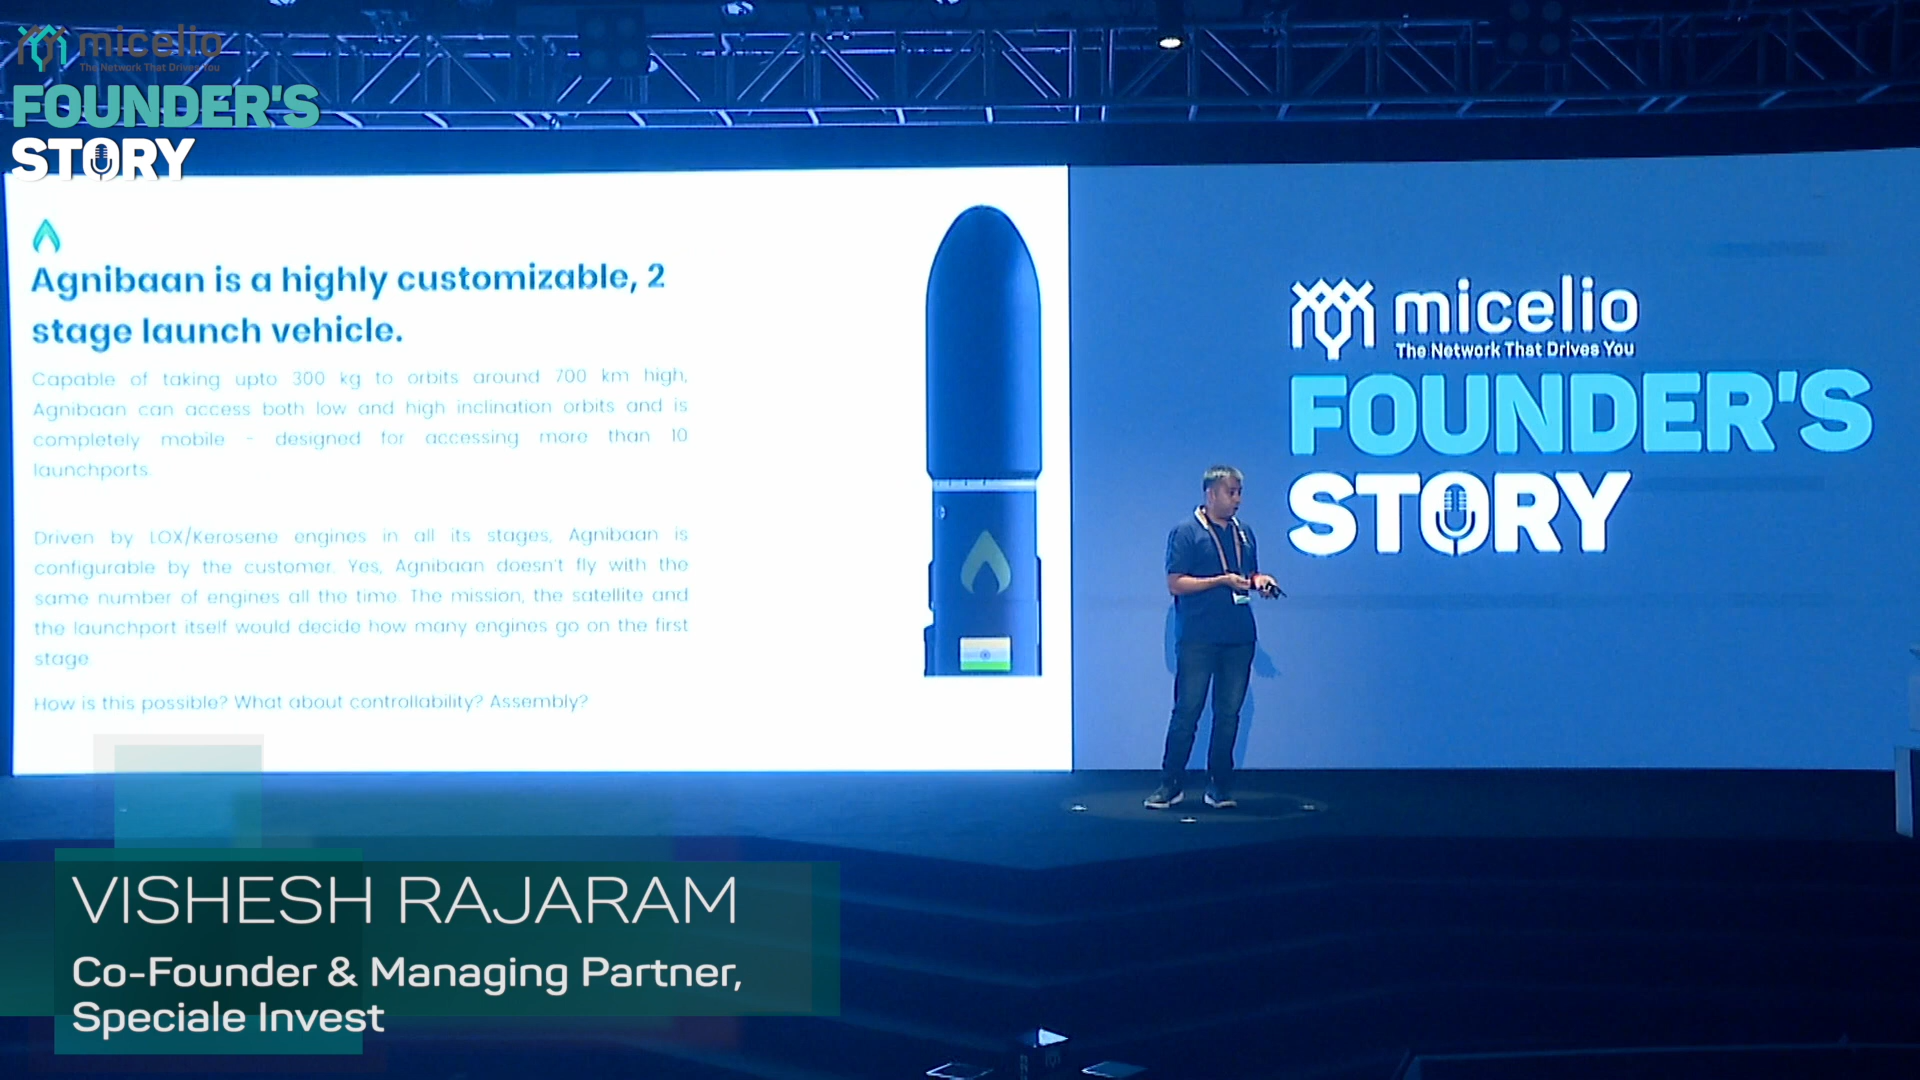 micelio
The Network That Drives You
FOUNDER'S
STORY
Agnibaan is a highly customizable, 2
stage launch vehicle.
Capable of taking upto 300 kg to orbits around 700 km high,
Agnibaan can access both low and high inclination orbits and is
completely mobile - designed for accessing more than 10
launchports.
Driven by LOX/Kerosene engines in all its stages, Agnibaan is
configurable by the customer. Yes, Agnibaan doesn't fly with the
same number of engines all the time. The mission, the satellite and
the launchport itself would decide how many engines go on the first
stage.
How is this possible? What about controllability? Assembly?
micelio
The Network That Drives You
FOUNDER'S
STORY
VISHESH RAJARAM
Co-Founder & Managing Partner,
Speciale Invest